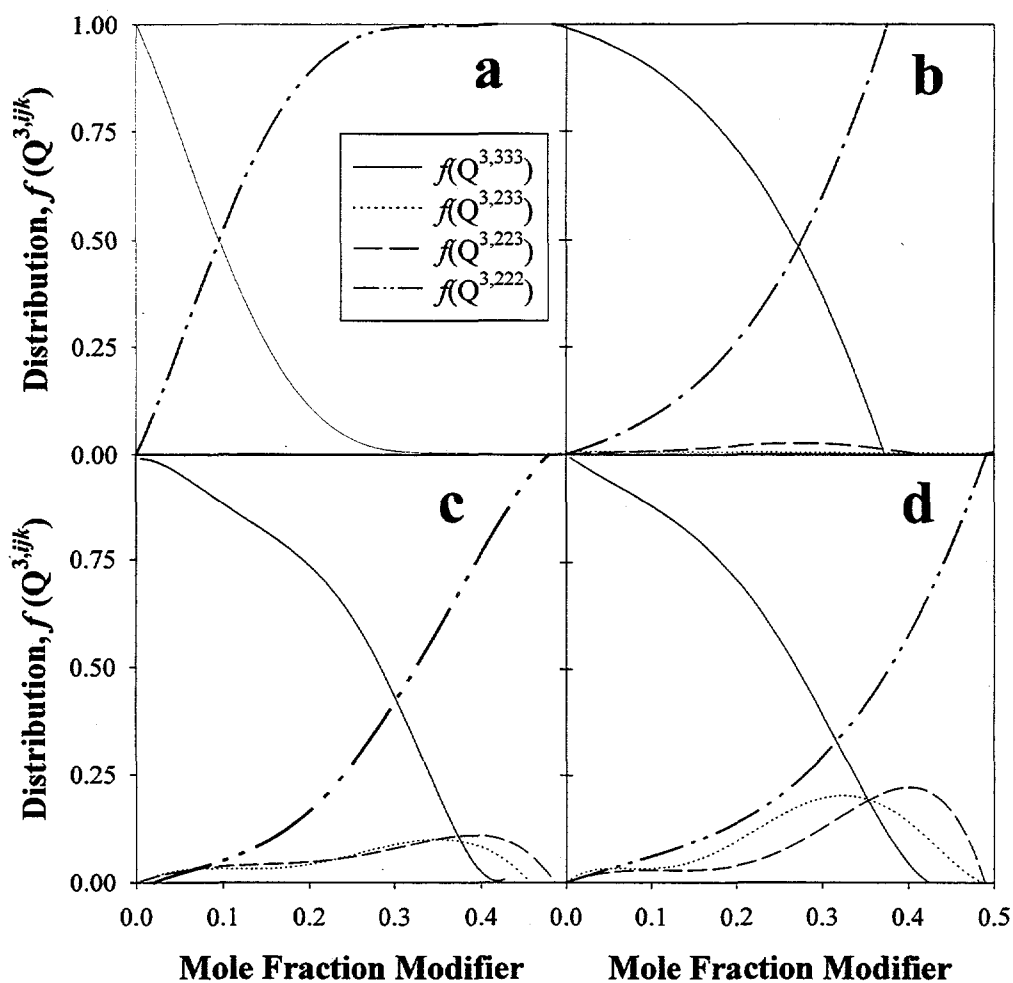 1.00
0.75
0.50
0.25
0.00
Distribution, f (Q^{3,ijk})
a
f(Q^{3,333})
f(Q^{3,233})
f(Q^{3,223})
f(Q^{3,222})
b
0.75
0.50
0.25
0.00
Distribution, f (Q^{3,ijk})
c
d
0.0 0.1 0.2 0.3 0.4 0.0 0.1 0.2 0.3 0.4 0.5
Mole Fraction Modifier Mole Fraction Modifier